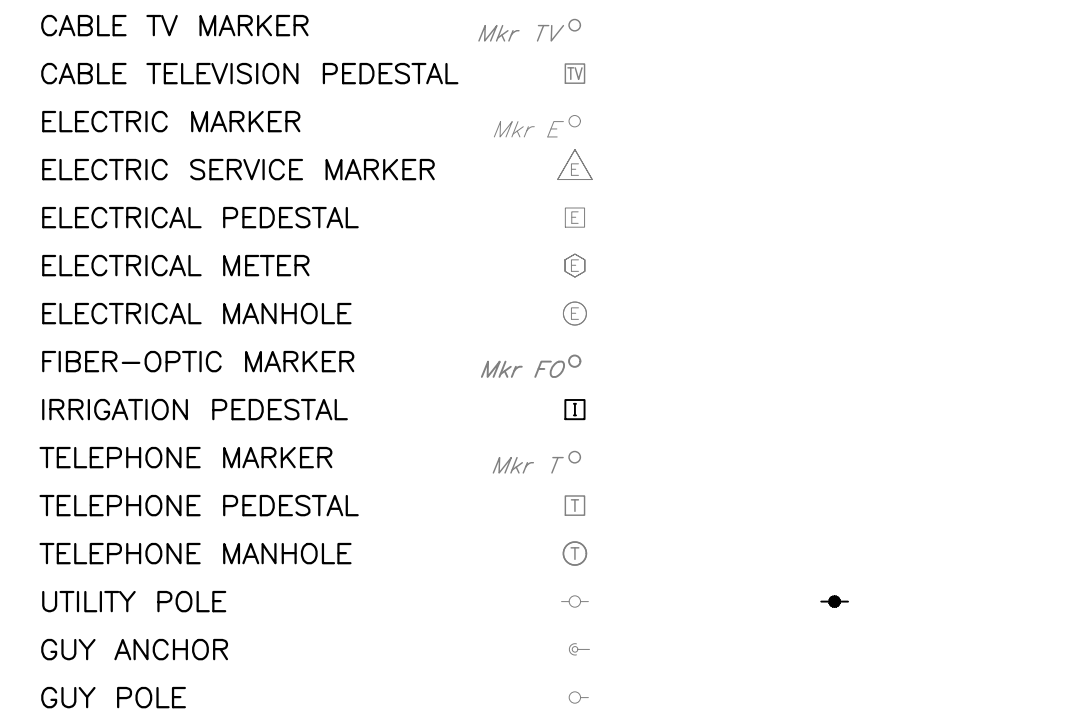 CABLE TV MARKER Mkr TV
CABLE TELEVISION PEDESTAL TV
ELECTRIC MARKER Mkr E
ELECTRIC SERVICE MARKER E
ELECTRICAL PEDESTAL E
ELECTRICAL METER E
ELECTRICAL MANHOLE E
FIBER-OPTIC MARKER Mkr FO
IRRIGATION PEDESTAL I
TELEPHONE MARKER Mkr T
TELEPHONE PEDESTAL T
TELEPHONE MANHOLE T
UTILITY POLE
GUY ANCHOR
GUY POLE